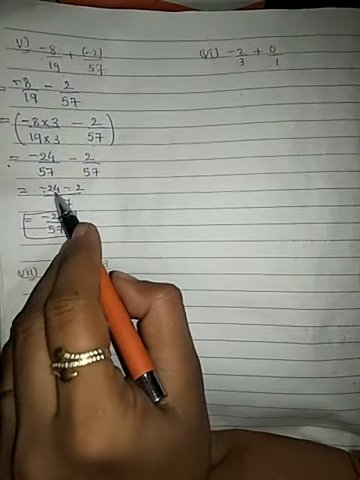 v) -8/19 + (-2)/57
= -8/19 - 2/57
= (-8×3/19×3 - 2/57)
= -24/57 - 2/57
= -24 - 2
=
vii)
vi) -2/3 + 0/1